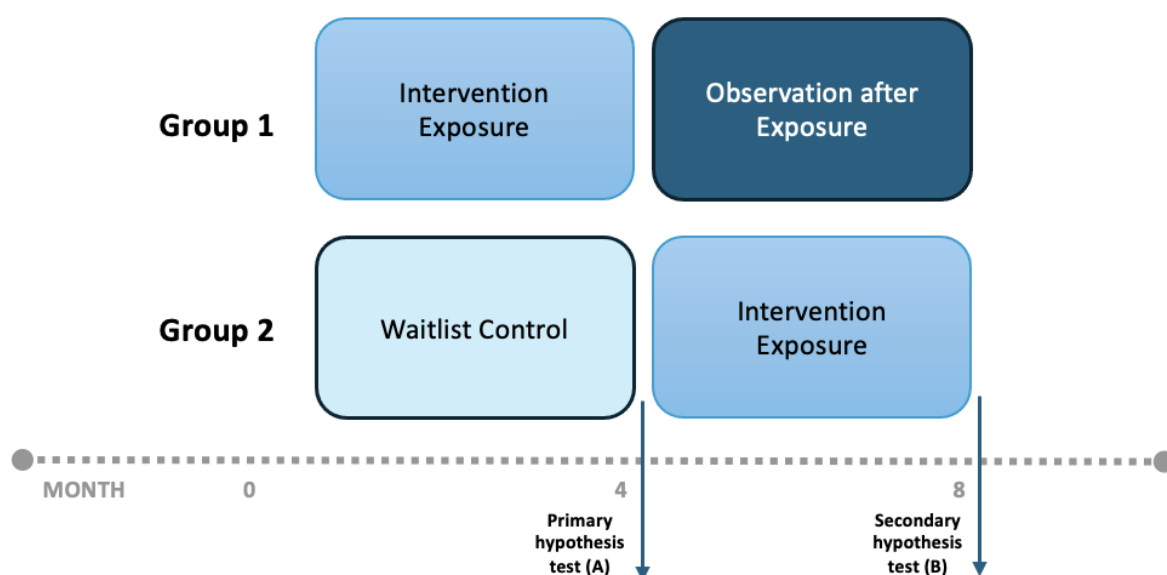 Group 1
Intervention
Exposure
Observation after
Exposure
Group 2
Waitlist Control
Intervention
Exposure
MONTH 0 4 8
Primary
hypothesis
test (A)
Secondary
hypothesis
test (B)